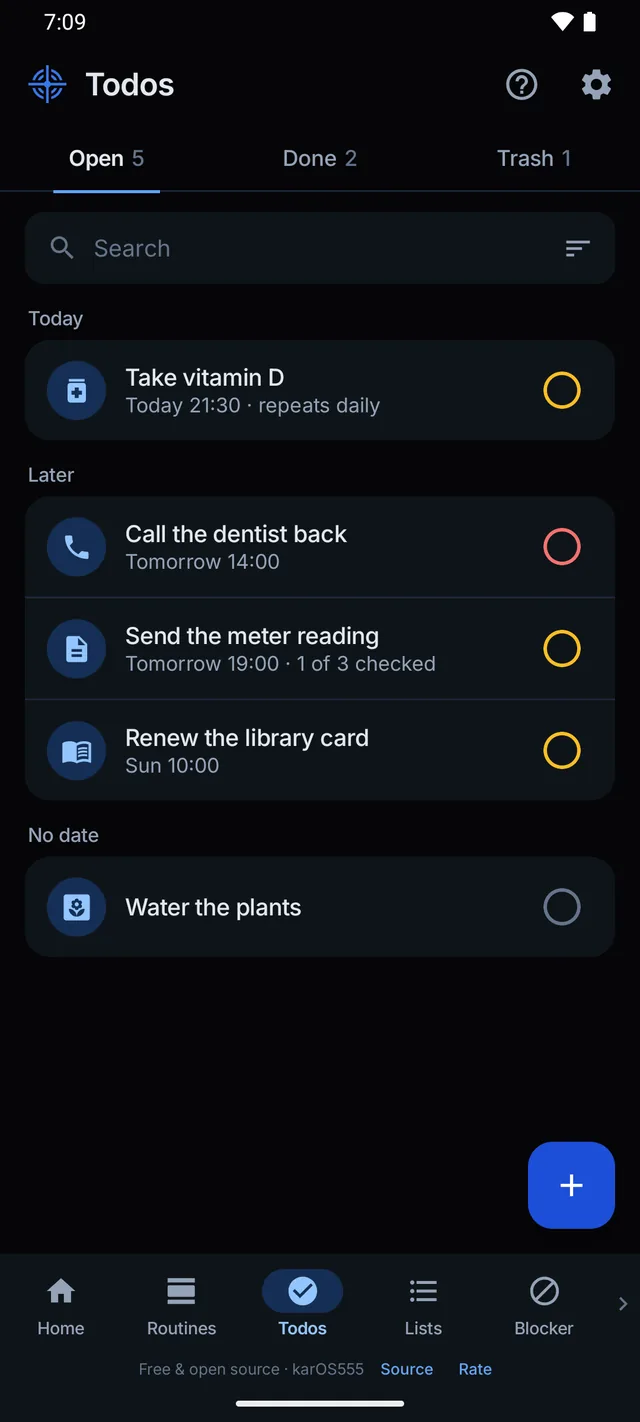 7:09
Todos
Open 5
Done 2
Trash 1
Search
Today
Take vitamin D
Today 21:30 · repeats daily
Later
Call the dentist back
Tomorrow 14:00
Send the meter reading
Tomorrow 19:00 · 1 of 3 checked
Renew the library card
Sun 10:00
No date
Water the plants
Home
Routines
Todos
Lists
Blocker
Free & open source · karOS555 Source Rate